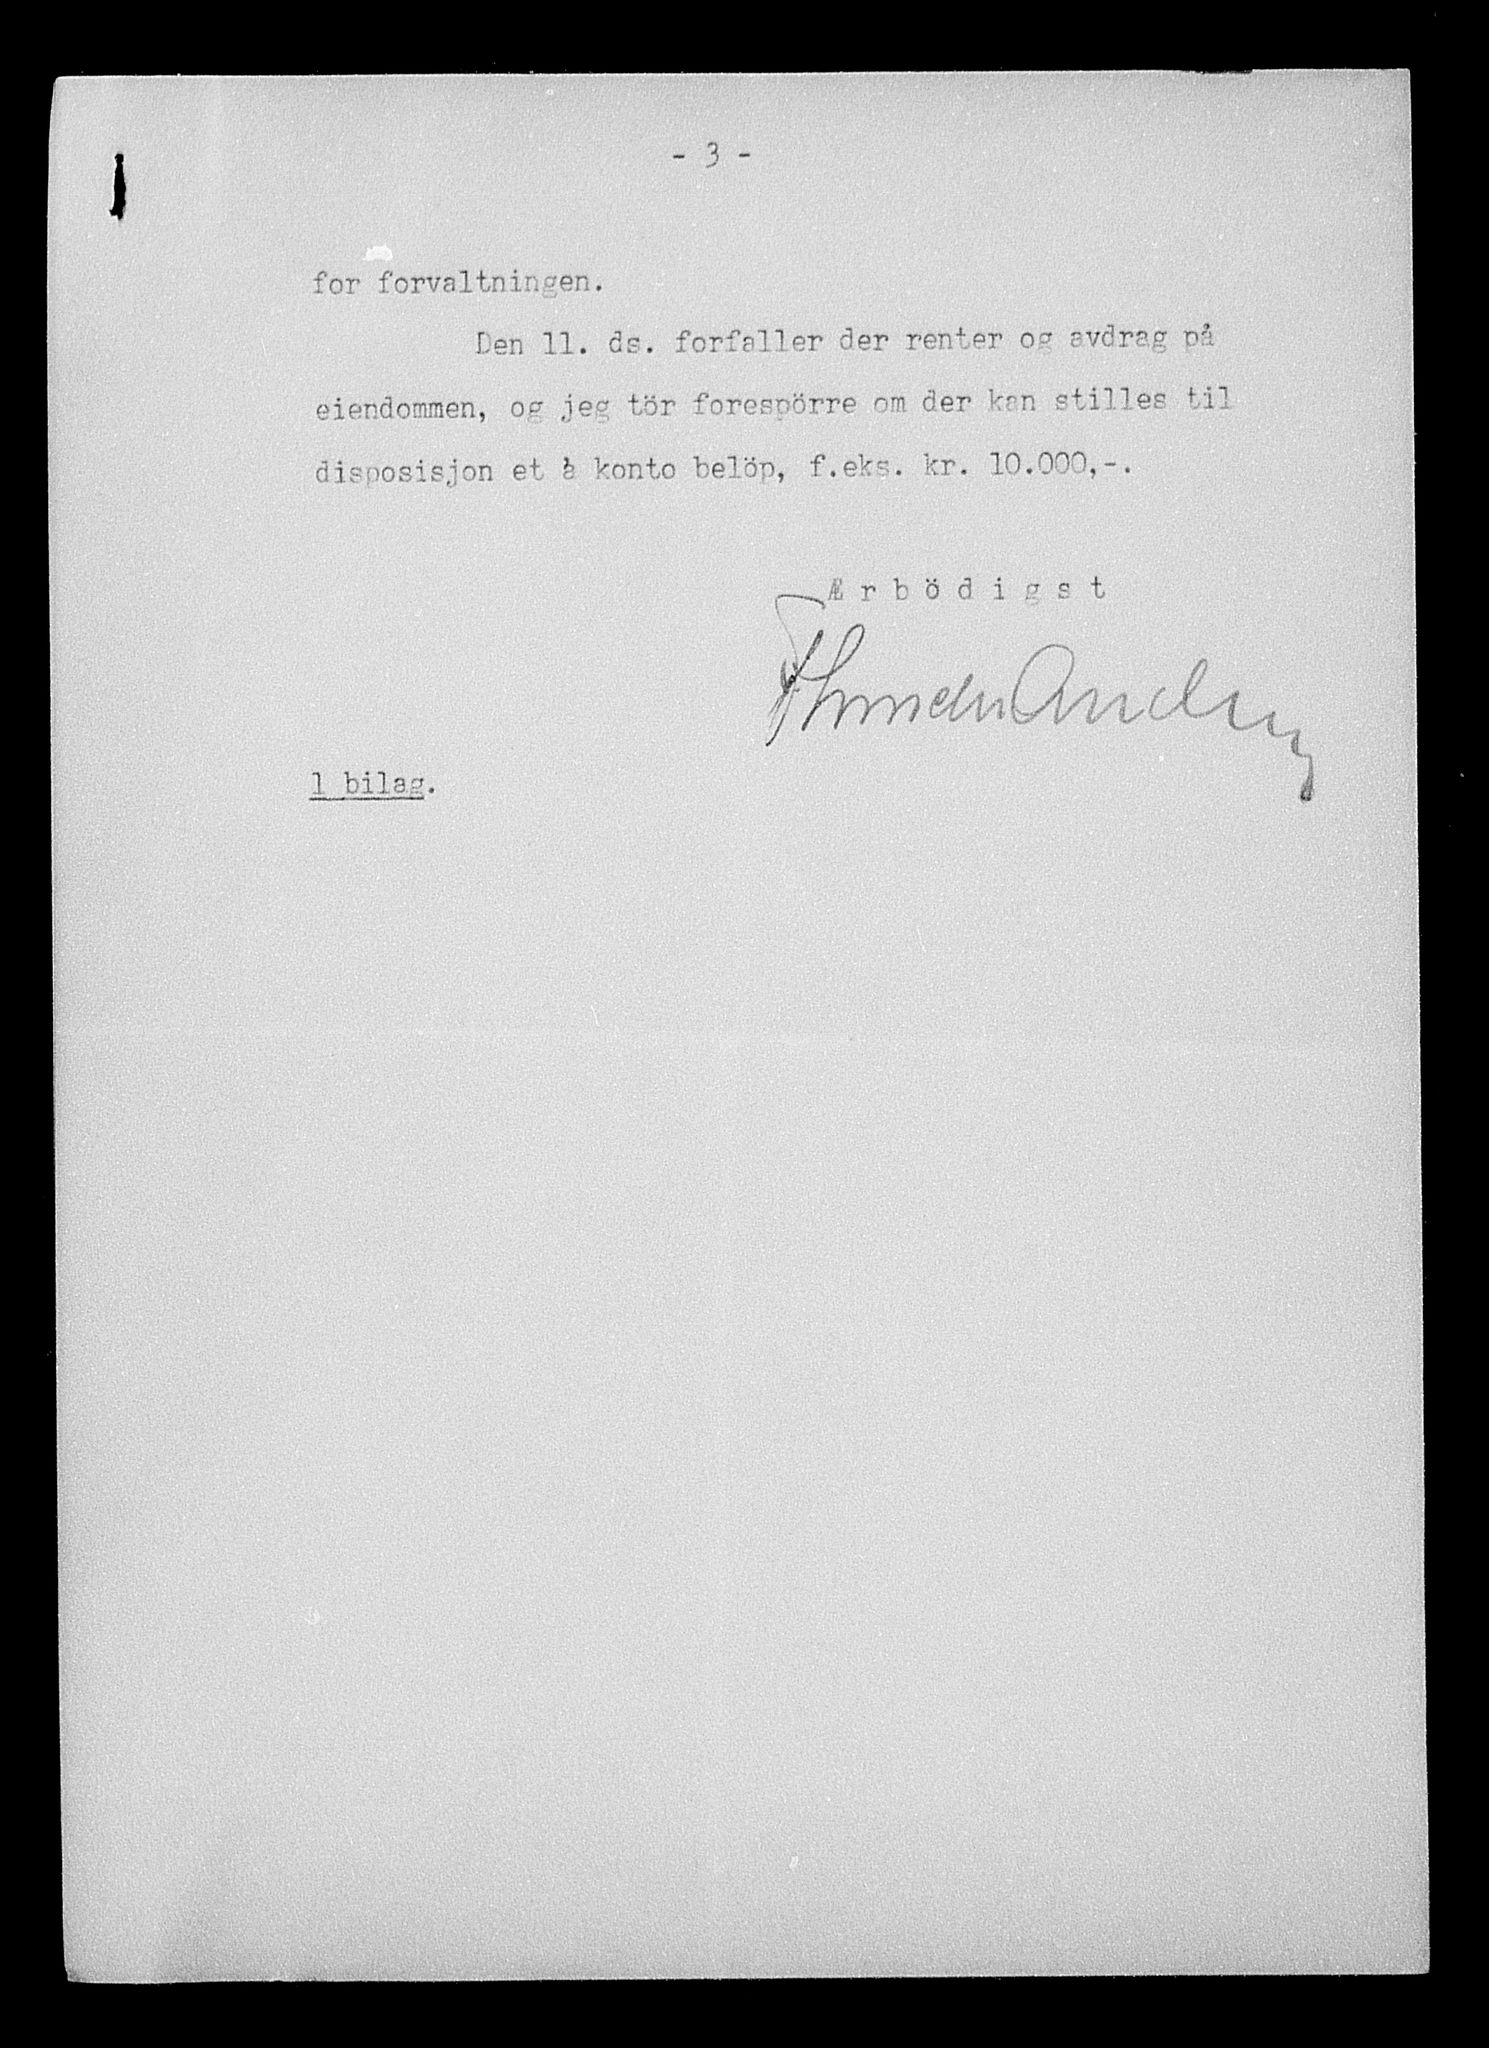 - 3 -
for forvaltningen.
Den 11. ds. forfaller der renter og avdrag på
eiendommen, og jeg tör forespörre om der kan stilles til
disposisjon et à konto belöp, f.eks. kr. 10.000,-.
Ærbödigst
1 bilag.